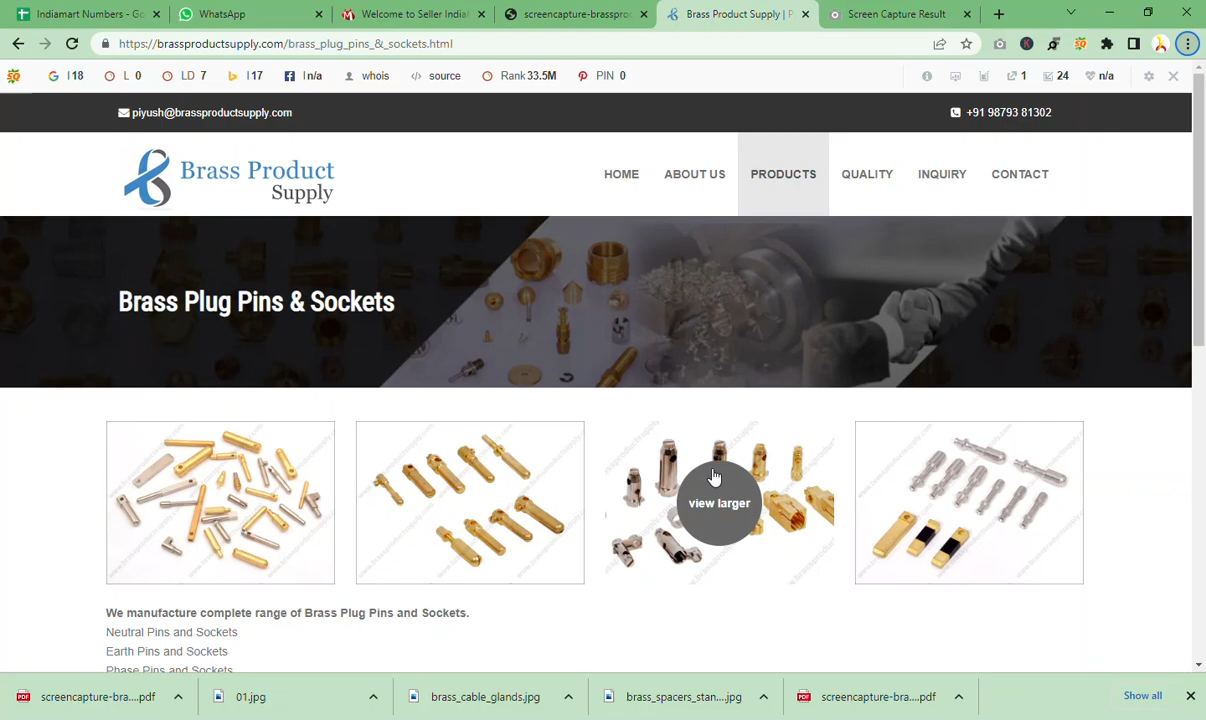 Indiamart Numbers - Go
WhatsApp
Welcome to Seller India
screencapture-brassproc
Brass Product Supply | P
Screen Capture Result
https://brassproductsupply.com/brass_plug_pins_&_sockets.html
I 18
L 0
LD 7
I 17
I n/a
whois
source
Rank 33.5M
PIN 0
1
24
n/a
piyush@brassproductsupply.com
+91 98793 81302
Brass Product
Supply
HOME
ABOUT US
PRODUCTS
QUALITY
INQUIRY
CONTACT
Brass Plug Pins & Sockets
view larger
We manufacture complete range of Brass Plug Pins and Sockets.
Neutral Pins and Sockets
Earth Pins and Sockets
Phase Pins and Sockets
screencapture-bra....pdf
01.jpg
brass_cable_glands.jpg
brass_spacers_stan....jpg
screencapture-bra....pdf
Show all